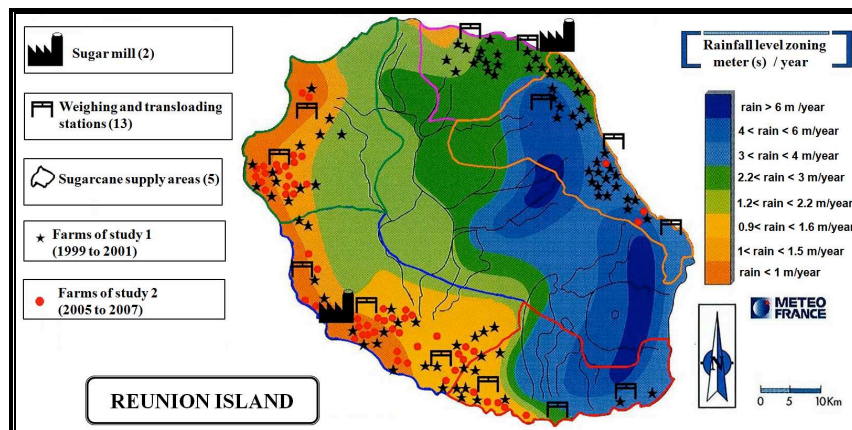 Sugar mill (2)
Weighing and transloading
stations (13)
Sugarcane supply areas (5)
Farms of study 1
(1999 to 2001)
Farms of study 2
(2005 to 2007)
REUNION ISLAND
Rainfall level zoning
meter (s) / year
rain > 6 m/year
4 < rain < 6 m/year
3 < rain < 4 m/year
2.2< rain < 3 m/year
1.2< rain < 2.2 m/year
0.9< rain < 1.6 m/year
1< rain < 1.5 m/year
rain < 1 m/year
METEO
FRANCE
N
0 5 10Km